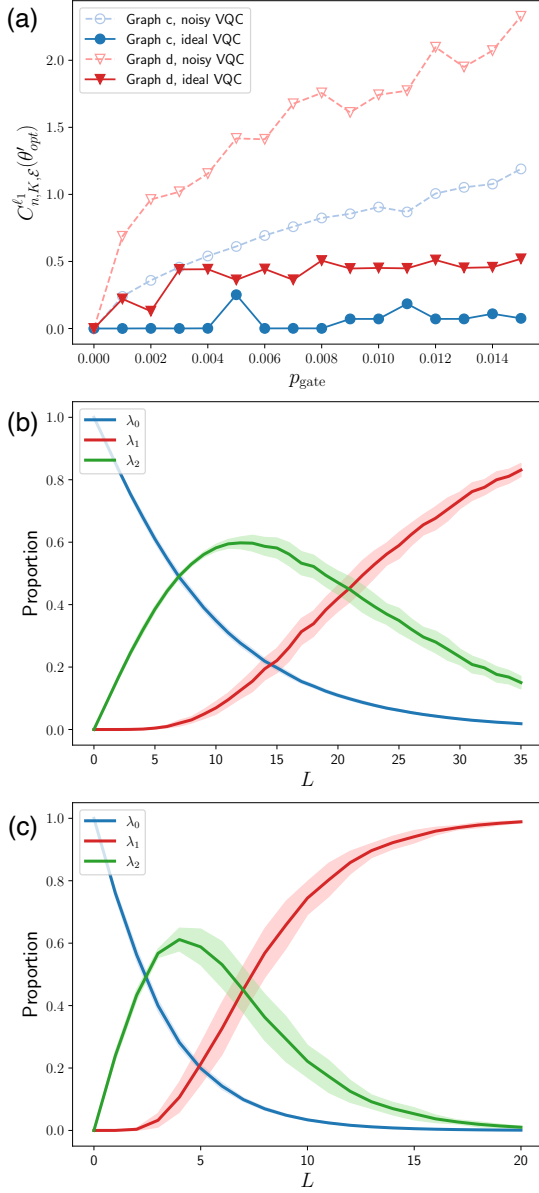 (a)
Graph c, noisy VQC
Graph c, ideal VQC
Graph d, noisy VQC
Graph d, ideal VQC
2.0
1.5
1.0
0.5
0.0
C^{ℓ₁}_{n,K,ℰ}(θ′_{opt})
0.000 0.002 0.004 0.006 0.008 0.010 0.012 0.014
p_gate
(b)
λ₀
λ₁
λ₂
1.0
0.8
0.6
0.4
0.2
0.0
Proportion
0 5 10 15 20 25 30 35
L
(c)
λ₀
λ₁
λ₂
1.0
0.8
0.6
0.4
0.2
0.0
Proportion
0 5 10 15 20
L